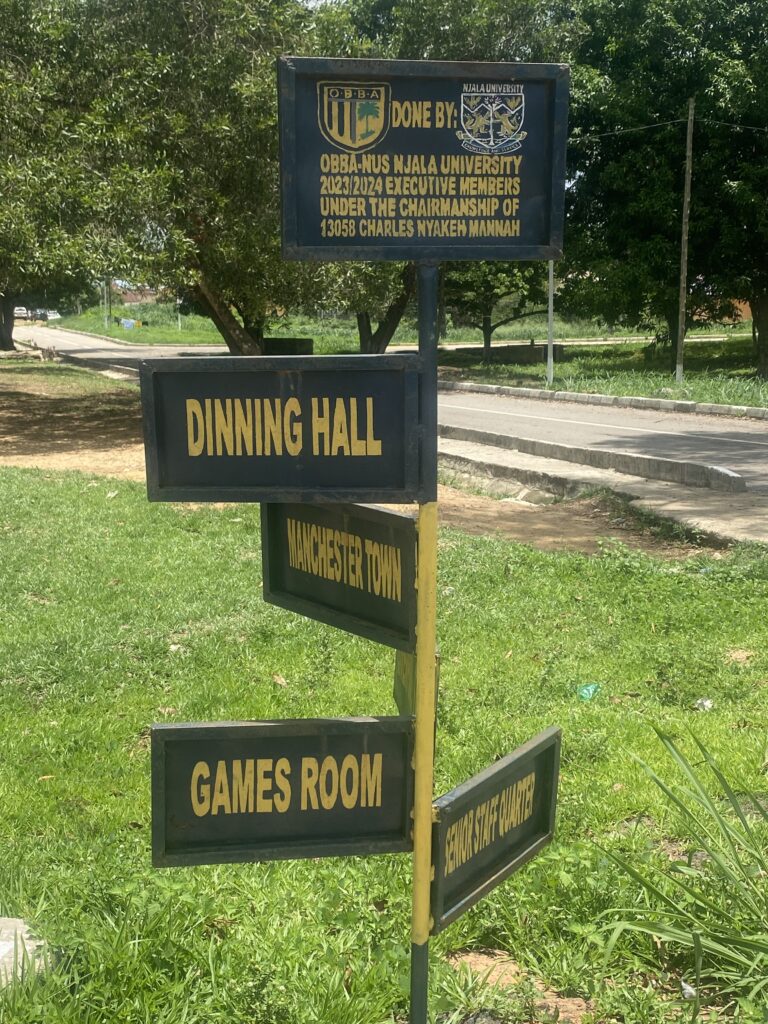 O·B·B·A
DONE BY:
NJALA UNIVERSITY
OBBA-NUS NJALA UNIVERSITY
2023/2024 EXECUTIVE MEMBERS
UNDER THE CHAIRMANSHIP OF
13058 CHARLES NYAKEH MANNAH
DINNING HALL
MANCHESTER TOWN
GAMES ROOM
SENIOR STAFF QUARTER